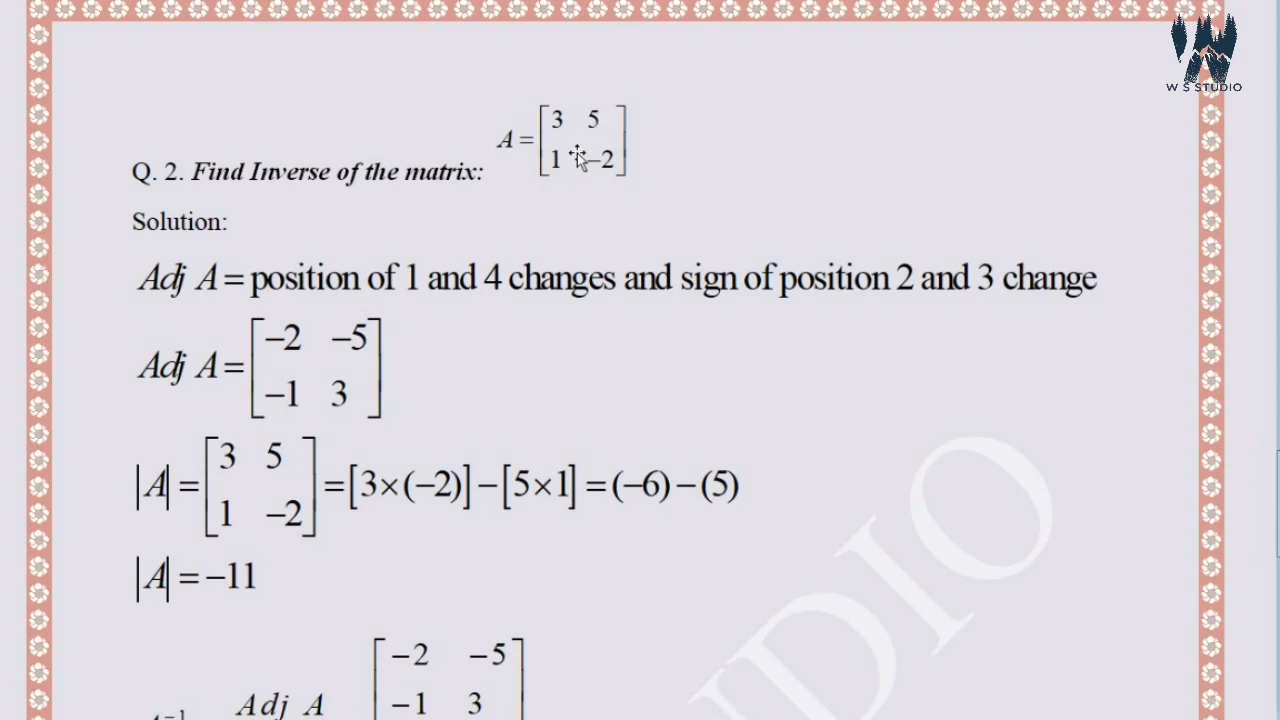 W S STUDIO
Q. 2. Find Inverse of the matrix: A = [3 5
1 −2]
Solution:
Adj A = position of 1 and 4 changes and sign of position 2 and 3 change
Adj A = [−2 −5
−1 3]
|A| = [3 5
1 −2] = [3×(−2)] − [5×1] = (−6) − (5)
|A| = −11
[−2 −5
Adj A −1 3]